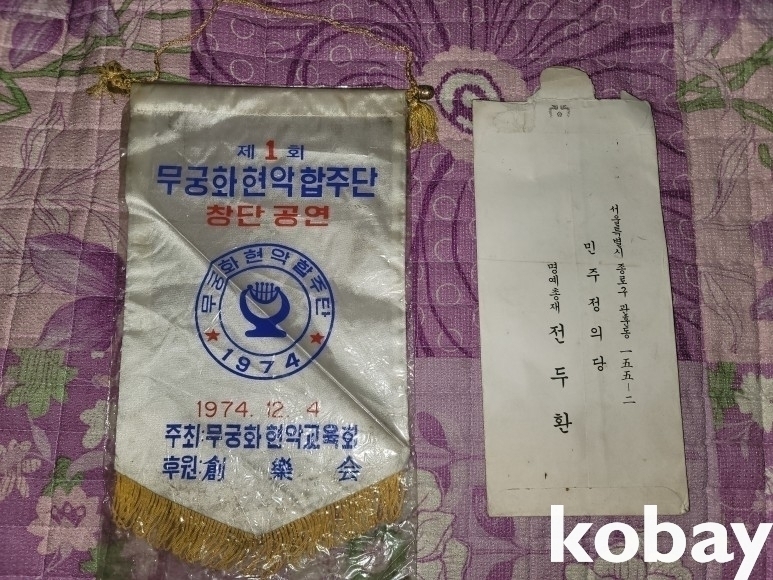 제 1 회
무궁화현악합주단
창단 공연
무궁화현악합주단
1974
1974. 12. 4
주최:무궁화현악교육회
후원:創樂会
서울특별시 종로구 관훈동 一五五-二
민주정의당
명예총재 전두환
kobay